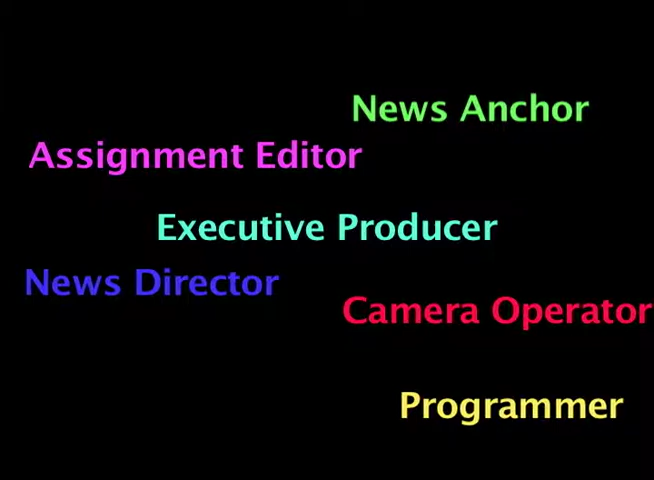 News Anchor
Assignment Editor
Executive Producer
News Director
Camera Operator
Programmer